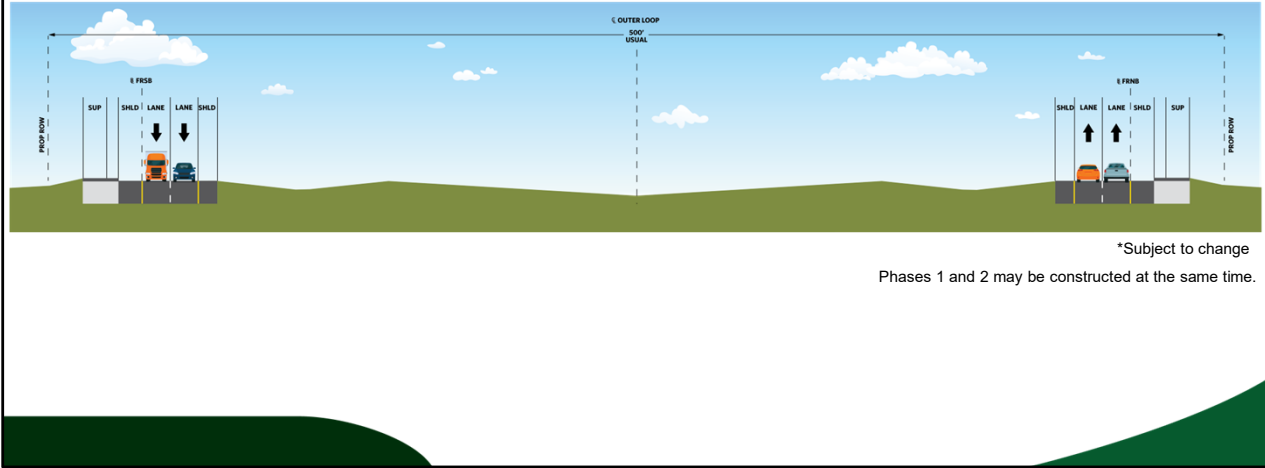 ℄ OUTER LOOP
500'
USUAL
℄ FRSB
℄ FRNB
PROP ROW
SUP SHLD LANE LANE SHLD
SHLD LANE LANE SHLD SUP
PROP ROW
*Subject to change
Phases 1 and 2 may be constructed at the same time.